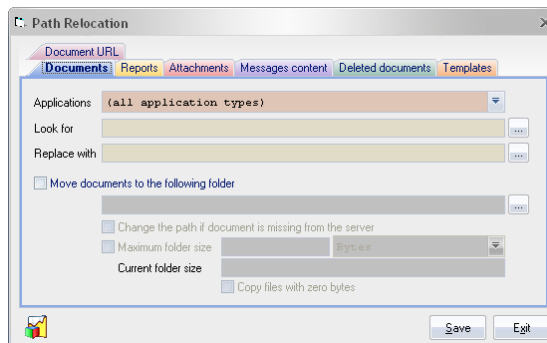 Path Relocation
Document URL
Documents Reports Attachments Messages content Deleted documents Templates
Applications (all application types)
Look for ...
Replace with ...
Move documents to the following folder
...
Change the path if document is missing from the server
Maximum folder size Bytes
Current folder size
Copy files with zero bytes
Save Exit